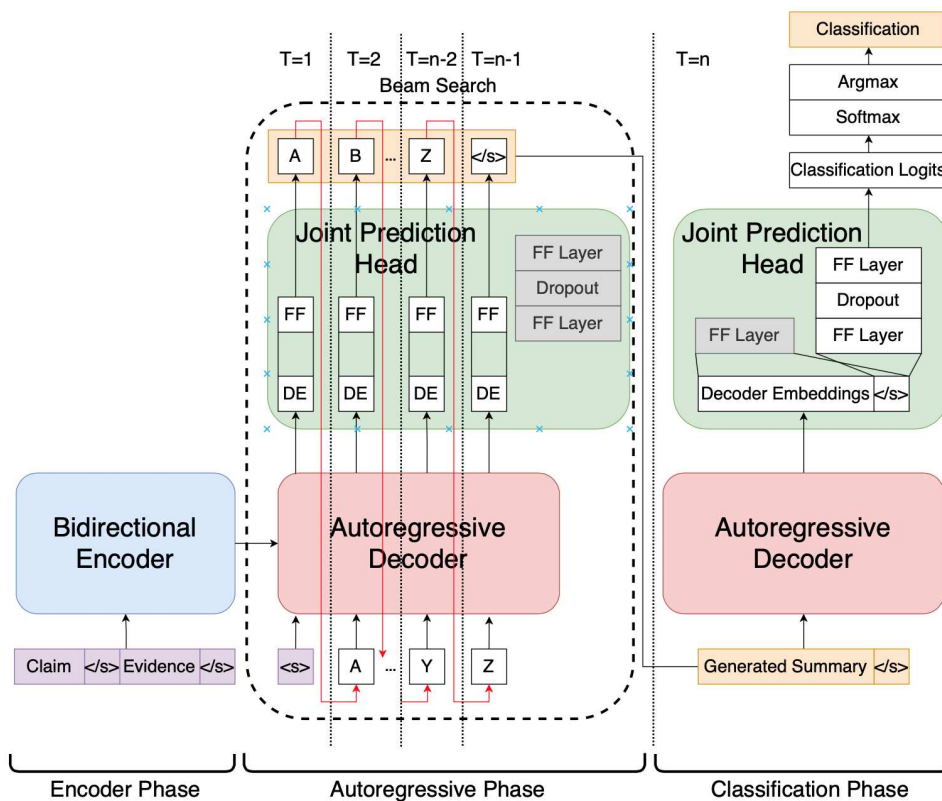 Classification
T=1
T=2
T=n-2
T=n-1
T=n
Beam Search
Argmax
Softmax
A
B
...
Z
</s>
Classification Logits
Joint Prediction
Head
FF Layer
Dropout
FF Layer
FF
FF
FF
FF
DE
DE
DE
DE
Joint Prediction
Head
FF Layer
Dropout
FF Layer
FF Layer
Decoder Embeddings
</s>
Bidirectional
Encoder
Autoregressive
Decoder
Autoregressive
Decoder
Claim
</s>
Evidence
</s>
<s>
A
...
Y
Z
Generated Summary
</s>
Encoder Phase
Autoregressive Phase
Classification Phase